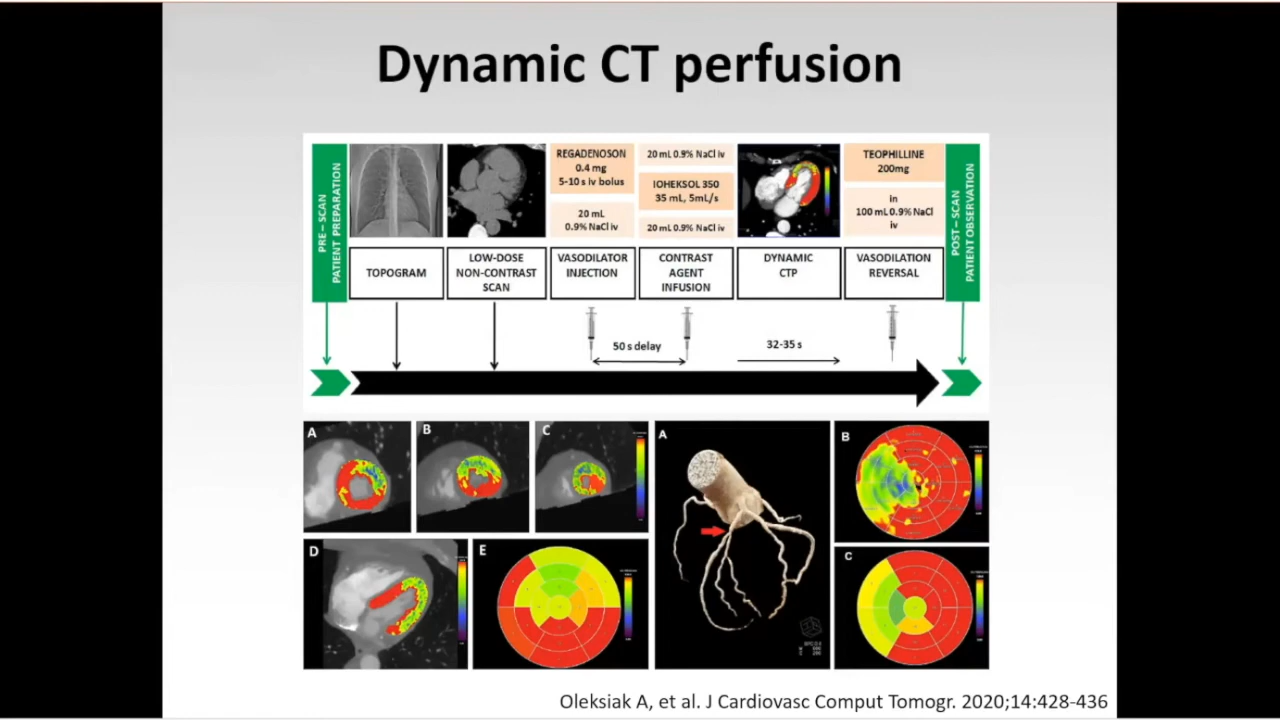 Dynamic CT perfusion
PRE – SCAN
PATIENT PREPARATION
TOPOGRAM
LOW-DOSE
NON-CONTRAST
SCAN
REGADENOSON
0.4 mg
5-10 s iv bolus
20 mL
0.9% NaCl iv
VASODILATOR
INJECTION
20 mL 0.9% NaCl iv
IOHEKSOL 350
35 mL, 5mL/s
20 mL 0.9% NaCl iv
CONTRAST
AGENT
INFUSION
DYNAMIC
CTP
TEOPHILLINE
200mg
in
100 mL 0.9% NaCl
iv
VASODILATION
REVERSAL
POST – SCAN
PATIENT OBSERVATION
50 s delay
32-35 s
A
B
C
D
E
A
B
C
Oleksiak A, et al. J Cardiovasc Comput Tomogr. 2020;14:428-436